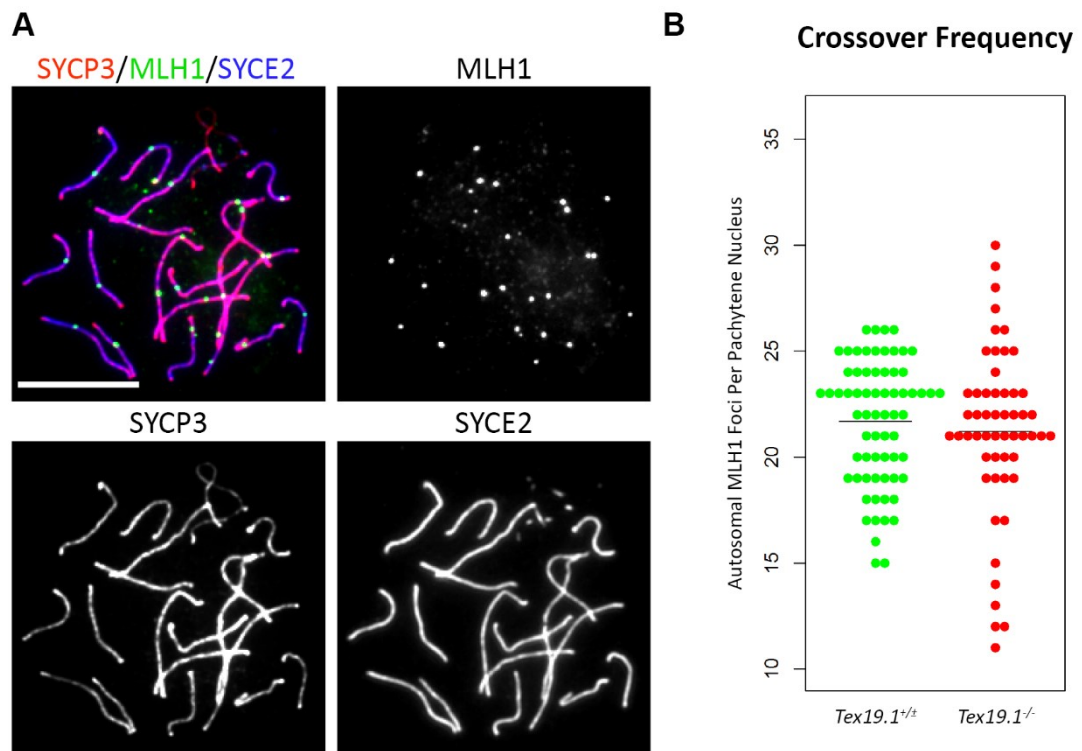 A
SYCP3/MLH1/SYCE2
MLH1
SYCP3
SYCE2
B
Crossover Frequency
Autosomal MLH1 Foci Per Pachytene Nucleus
35
30
25
20
15
10
Tex19.1+/±
Tex19.1-/-